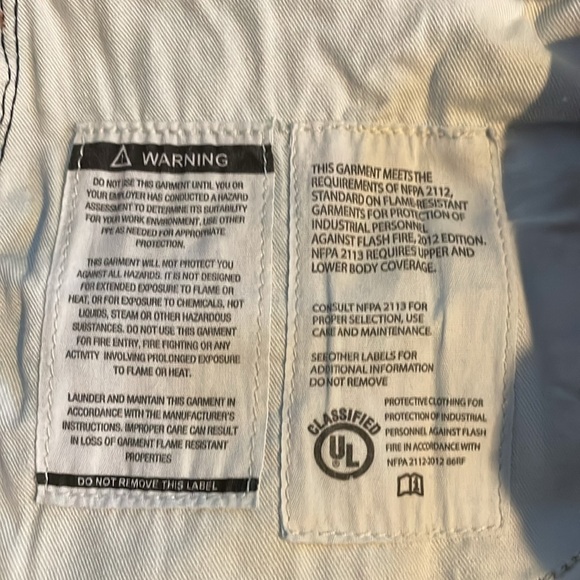 WARNING
DO NOT USE THIS GARMENT UNTIL YOU OR
YOUR EMPLOYER HAS CONDUCTED A HAZARD
ASSESSMENT TO DETERMINE ITS SUITABILITY
FOR YOUR WORK ENVIRONMENT. USE OTHER
PPE AS NEEDED FOR APPROPRIATE
PROTECTION.
THIS GARMENT WILL NOT PROTECT YOU
AGAINST ALL HAZARDS. IT IS NOT DESIGNED
FOR EXTENDED EXPOSURE TO FLAME OR
HEAT, OR FOR EXPOSURE TO CHEMICALS, HOT
LIQUIDS, STEAM OR OTHER HAZARDOUS
SUBSTANCES. DO NOT USE THIS GARMENT
FOR FIRE ENTRY, FIRE FIGHTING OR ANY
ACTIVITY INVOLVING PROLONGED EXPOSURE
TO FLAME OR HEAT.
LAUNDER AND MAINTAIN THIS GARMENT IN
ACCORDANCE WITH THE MANUFACTURER'S
INSTRUCTIONS. IMPROPER CARE CAN RESULT
IN LOSS OF GARMENT FLAME RESISTANT
PROPERTIES
DO NOT REMOVE THIS LABEL
THIS GARMENT MEETS THE
REQUIREMENTS OF NFPA 2112,
STANDARD ON FLAME-RESISTANT
GARMENTS FOR PROTECTION OF
INDUSTRIAL PERSONNEL
AGAINST FLASH FIRE, 2012 EDITION.
NFPA 2113 REQUIRES UPPER AND
LOWER BODY COVERAGE.
CONSULT NFPA 2113 FOR
PROPER SELECTION, USE
CARE AND MAINTENANCE
SEE OTHER LABELS FOR
ADDITIONAL INFORMATION
DO NOT REMOVE
CLASSIFIED
UL
PROTECTIVE CLOTHING FOR
PROTECTION OF INDUSTRIAL
PERSONNEL AGAINST FLASH
FIRE IN ACCORDANCE WITH
NFPA 2112-2012 86RF